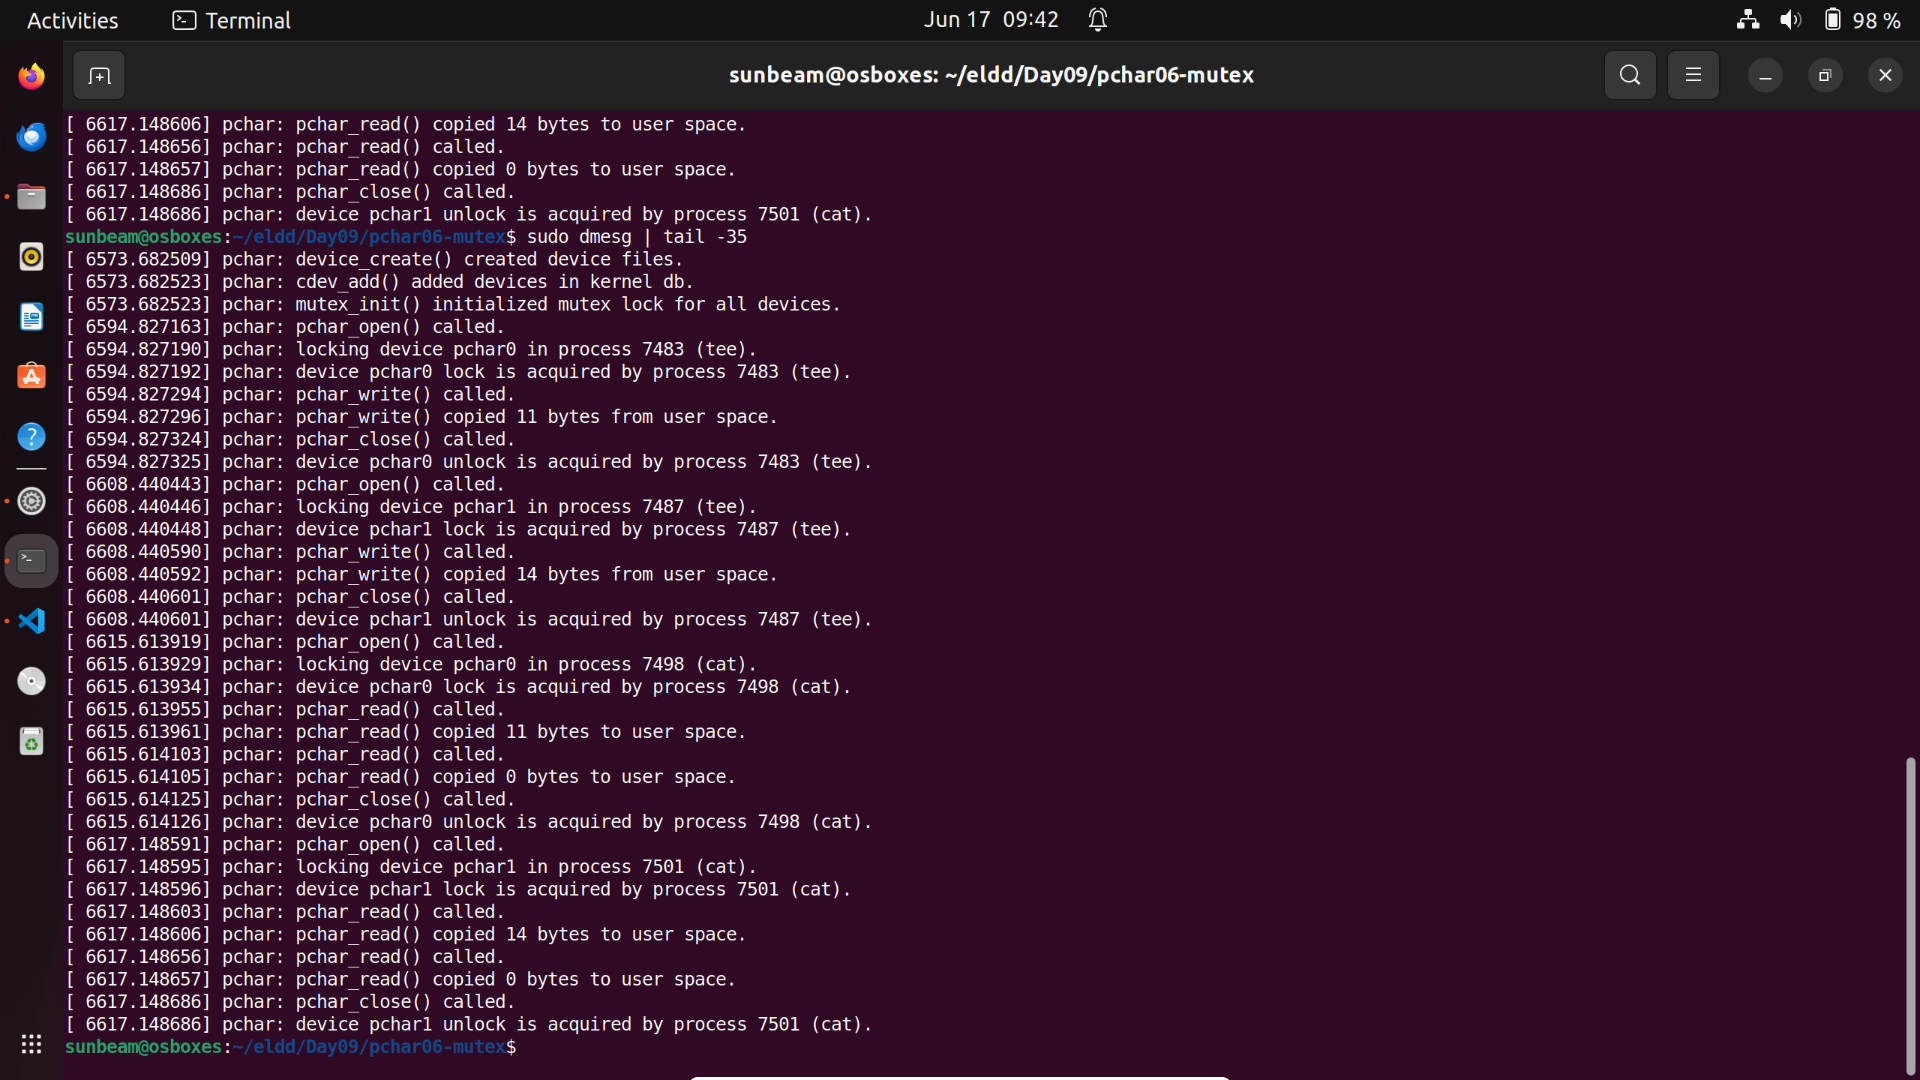 Activities Terminal Jun 17 09:42 98 %
sunbeam@osboxes: ~/eldd/Day09/pchar06-mutex
[ 6617.148606] pchar: pchar_read() copied 14 bytes to user space.
[ 6617.148656] pchar: pchar_read() called.
[ 6617.148657] pchar: pchar_read() copied 0 bytes to user space.
[ 6617.148686] pchar: pchar_close() called.
[ 6617.148686] pchar: device pchar1 unlock is acquired by process 7501 (cat).
sunbeam@osboxes:~/eldd/Day09/pchar06-mutex$ sudo dmesg | tail -35
[ 6573.682509] pchar: device_create() created device files.
[ 6573.682523] pchar: cdev_add() added devices in kernel db.
[ 6573.682523] pchar: mutex_init() initialized mutex lock for all devices.
[ 6594.827163] pchar: pchar_open() called.
[ 6594.827190] pchar: locking device pchar0 in process 7483 (tee).
[ 6594.827192] pchar: device pchar0 lock is acquired by process 7483 (tee).
[ 6594.827294] pchar: pchar_write() called.
[ 6594.827296] pchar: pchar_write() copied 11 bytes from user space.
[ 6594.827324] pchar: pchar_close() called.
[ 6594.827325] pchar: device pchar0 unlock is acquired by process 7483 (tee).
[ 6608.440443] pchar: pchar_open() called.
[ 6608.440446] pchar: locking device pchar1 in process 7487 (tee).
[ 6608.440448] pchar: device pchar1 lock is acquired by process 7487 (tee).
[ 6608.440590] pchar: pchar_write() called.
[ 6608.440592] pchar: pchar_write() copied 14 bytes from user space.
[ 6608.440601] pchar: pchar_close() called.
[ 6608.440601] pchar: device pchar1 unlock is acquired by process 7487 (tee).
[ 6615.613919] pchar: pchar_open() called.
[ 6615.613929] pchar: locking device pchar0 in process 7498 (cat).
[ 6615.613934] pchar: device pchar0 lock is acquired by process 7498 (cat).
[ 6615.613955] pchar: pchar_read() called.
[ 6615.613961] pchar: pchar_read() copied 11 bytes to user space.
[ 6615.614103] pchar: pchar_read() called.
[ 6615.614105] pchar: pchar_read() copied 0 bytes to user space.
[ 6615.614125] pchar: pchar_close() called.
[ 6615.614126] pchar: device pchar0 unlock is acquired by process 7498 (cat).
[ 6617.148591] pchar: pchar_open() called.
[ 6617.148595] pchar: locking device pchar1 in process 7501 (cat).
[ 6617.148596] pchar: device pchar1 lock is acquired by process 7501 (cat).
[ 6617.148603] pchar: pchar_read() called.
[ 6617.148606] pchar: pchar_read() copied 14 bytes to user space.
[ 6617.148656] pchar: pchar_read() called.
[ 6617.148657] pchar: pchar_read() copied 0 bytes to user space.
[ 6617.148686] pchar: pchar_close() called.
[ 6617.148686] pchar: device pchar1 unlock is acquired by process 7501 (cat).
sunbeam@osboxes:~/eldd/Day09/pchar06-mutex$